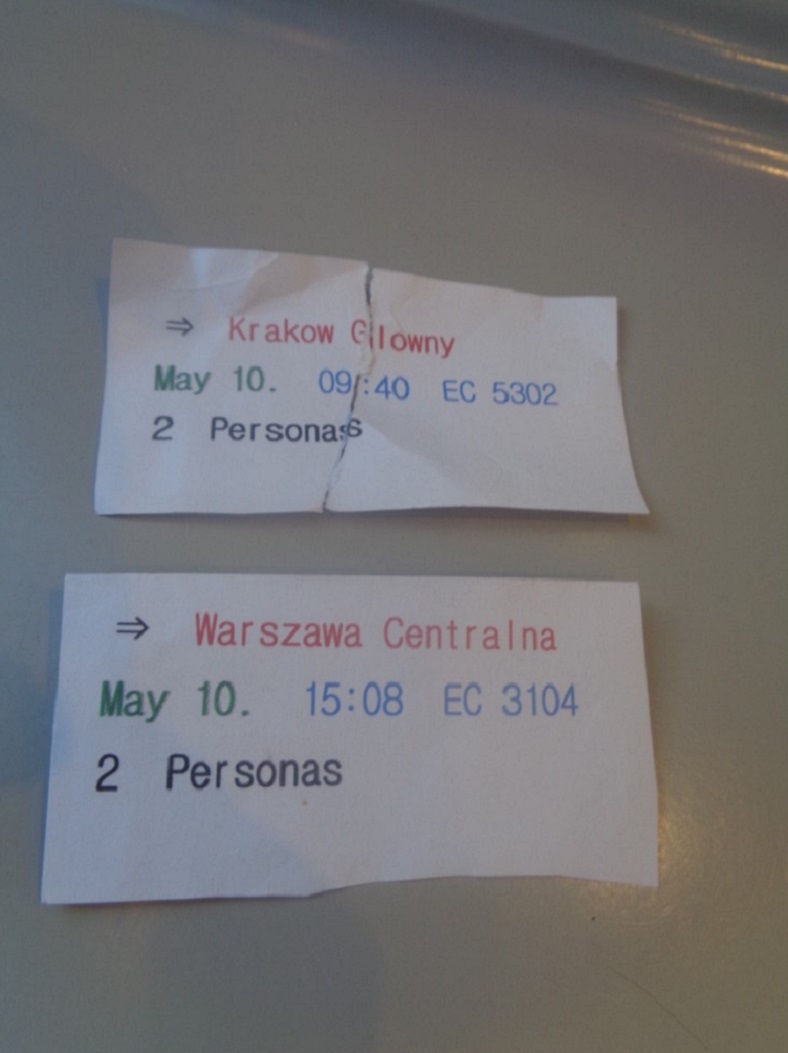 ⇒ Krakow Glowny
May 10. 09:40 EC 5302
2 Personas
⇒ Warszawa Centralna
May 10. 15:08 EC 3104
2 Personas